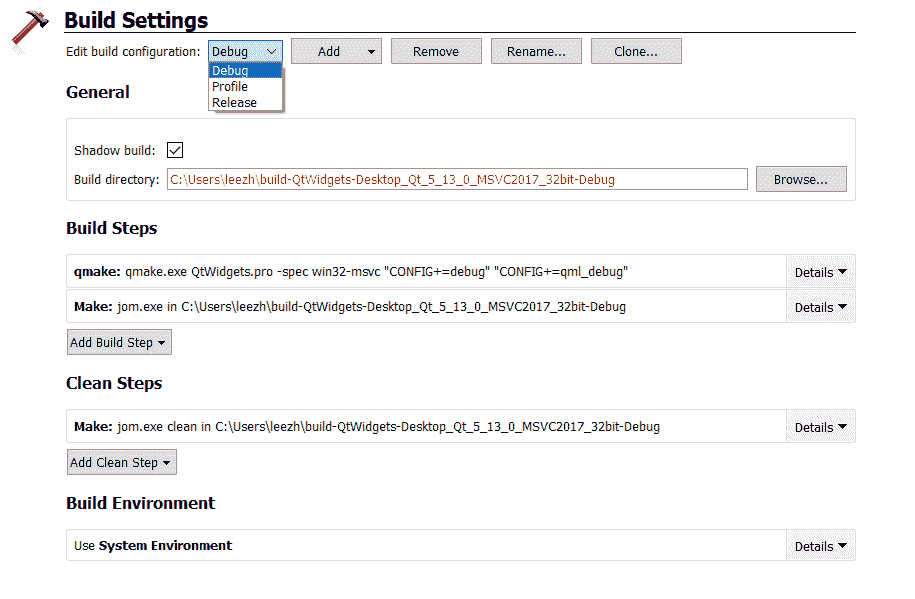 Build Settings
Edit build configuration: Debug Add Remove Rename... Clone...
Debug
Profile
Release
General
Shadow build:
Build directory: C:\Users\leezh\build-QtWidgets-Desktop_Qt_5_13_0_MSVC2017_32bit-Debug Browse...
Build Steps
qmake: qmake.exe QtWidgets.pro -spec win32-msvc "CONFIG+=debug" "CONFIG+=qml_debug" Details
Make: jom.exe in C:\Users\leezh\build-QtWidgets-Desktop_Qt_5_13_0_MSVC2017_32bit-Debug Details
Add Build Step
Clean Steps
Make: jom.exe clean in C:\Users\leezh\build-QtWidgets-Desktop_Qt_5_13_0_MSVC2017_32bit-Debug Details
Add Clean Step
Build Environment
Use System Environment Details